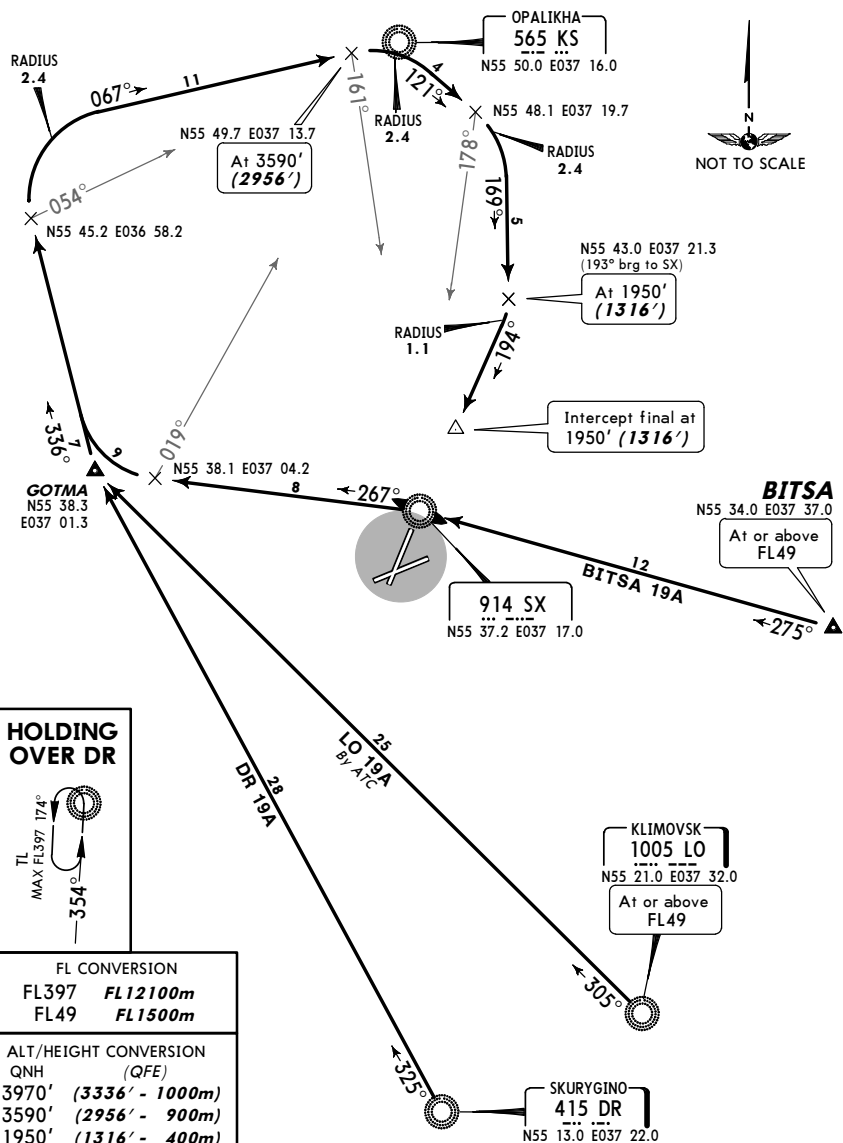 OPALIKHA
565 KS
N55 50.0 E037 16.0
RADIUS
2.4
067°
11
4
121°
RADIUS
2.4
161°
N55 49.7 E037 13.7
At 3590'
(2956')
N55 48.1 E037 19.7
178°
RADIUS
2.4
N
NOT TO SCALE
054°
N55 45.2 E036 58.2
169°
5
N55 43.0 E037 21.3
(193° brg to SX)
At 1950'
(1316')
RADIUS
1.1
194°
Intercept final at
1950' (1316')
019°
336°
7
9
N55 38.1 E037 04.2
GOTMA
N55 38.3
E037 01.3
8
267°
BITSA
N55 34.0 E037 37.0
At or above
FL49
12
BITSA 19A
275°
914 SX
N55 37.2 E037 17.0
HOLDING
OVER DR
TL
MAX FL397
174°
354°
25
LO 19A
By ATC
28
DR 19A
KLIMOVSK
1005 LO
N55 21.0 E037 32.0
At or above
FL49
305°
325°
FL CONVERSION
FL397 FL12100m
FL49 FL1500m
ALT/HEIGHT CONVERSION
QNH (QFE)
3970' (3336' - 1000m)
3590' (2956' - 900m)
1950' (1316' - 400m)
SKURYGINO
415 DR
N55 13.0 E037 22.0